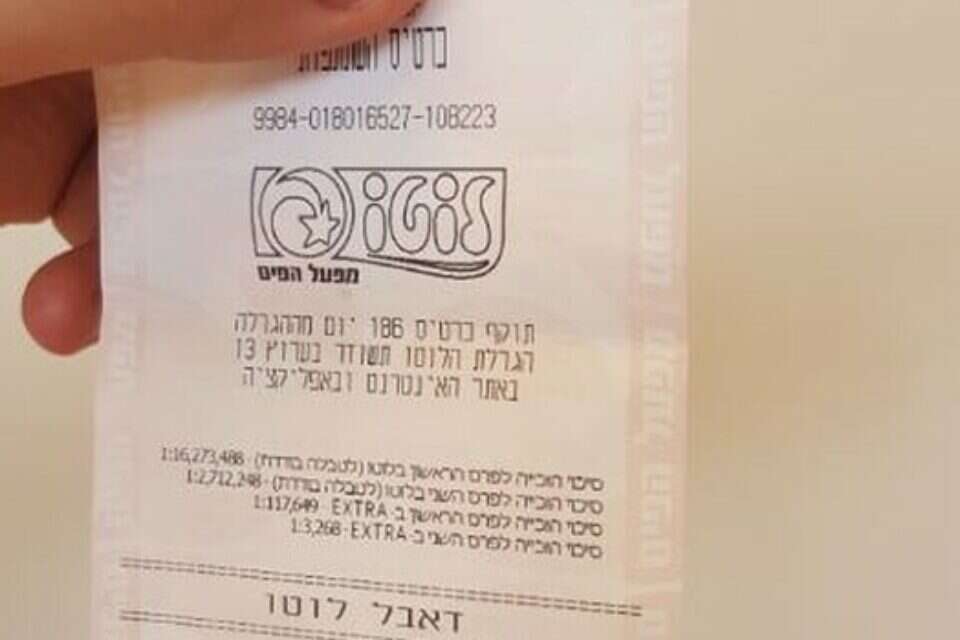 כרטיס השתתפות
9984-018016527-108223
לוטו
מפעל הפיס
תוקף כרטיס 186 יום מההגרלה
הגרלת הלוטו תשודר בערוץ 13
באתר האינטרנט ובאפליקציה
סיכוי הזכייה לפרס הראשון בלוטו (לטבלה בודדת) - 1:16,273,488
סיכוי הזכייה לפרס השני בלוטו (לטבלה בודדת) - 1:2,712,248
סיכוי הזכייה לפרס הראשון ב-EXTRA - 1:117,649
סיכוי הזכייה לפרס השני ב-EXTRA - 1:3,268
דאבל לוטו